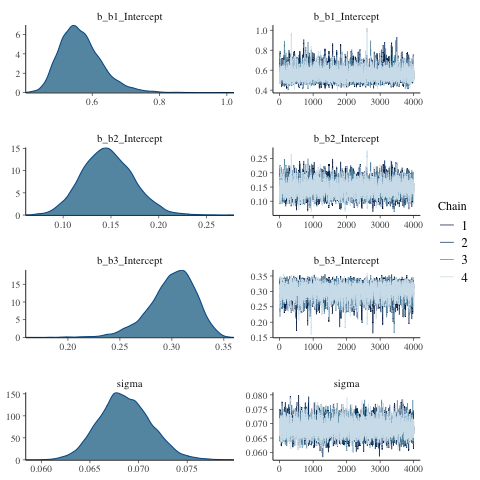 b_b1_Intercept
6
4
2
0
0.6 0.8 1.0
b_b1_Intercept
1.0
0.8
0.6
0.4
0 1000 2000 3000 4000
b_b2_Intercept
15
10
5
0
0.10 0.15 0.20 0.25
b_b2_Intercept
0.25
0.20
0.15
0.10
0 1000 2000 3000 4000
b_b3_Intercept
15
10
5
0
0.20 0.25 0.30 0.35
b_b3_Intercept
0.35
0.30
0.25
0.20
0.15
0 1000 2000 3000 4000
sigma
150
100
50
0
0.060 0.065 0.070 0.075
sigma
0.080
0.075
0.070
0.065
0.060
0 1000 2000 3000 4000
Chain
1
2
3
4